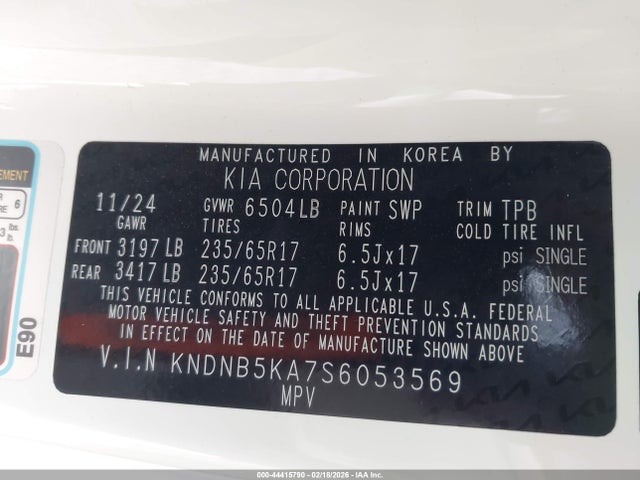 MANUFACTURED IN KOREA BY
KIA CORPORATION
11/24 GVWR 6504LB PAINT SWP TRIM TPB
GAWR TIRES RIMS COLD TIRE INFL
FRONT 3197 LB 235/65R17 6.5Jx17 psi SINGLE
REAR 3417 LB 235/65R17 6.5Jx17 psi SINGLE
THIS VEHICLE CONFORMS TO ALL APPLICABLE U.S.A. FEDERAL
MOTOR VEHICLE SAFETY AND THEFT PREVENTION STANDARDS
IN EFFECT ON THE DATE OF MANUFACTURE SHOWN ABOVE
V.I.N KNDNB5KA7S6053569
MPV
6
lbs.
lb.
E90
000-44415790 - 02/18/2026 - IAA Inc.